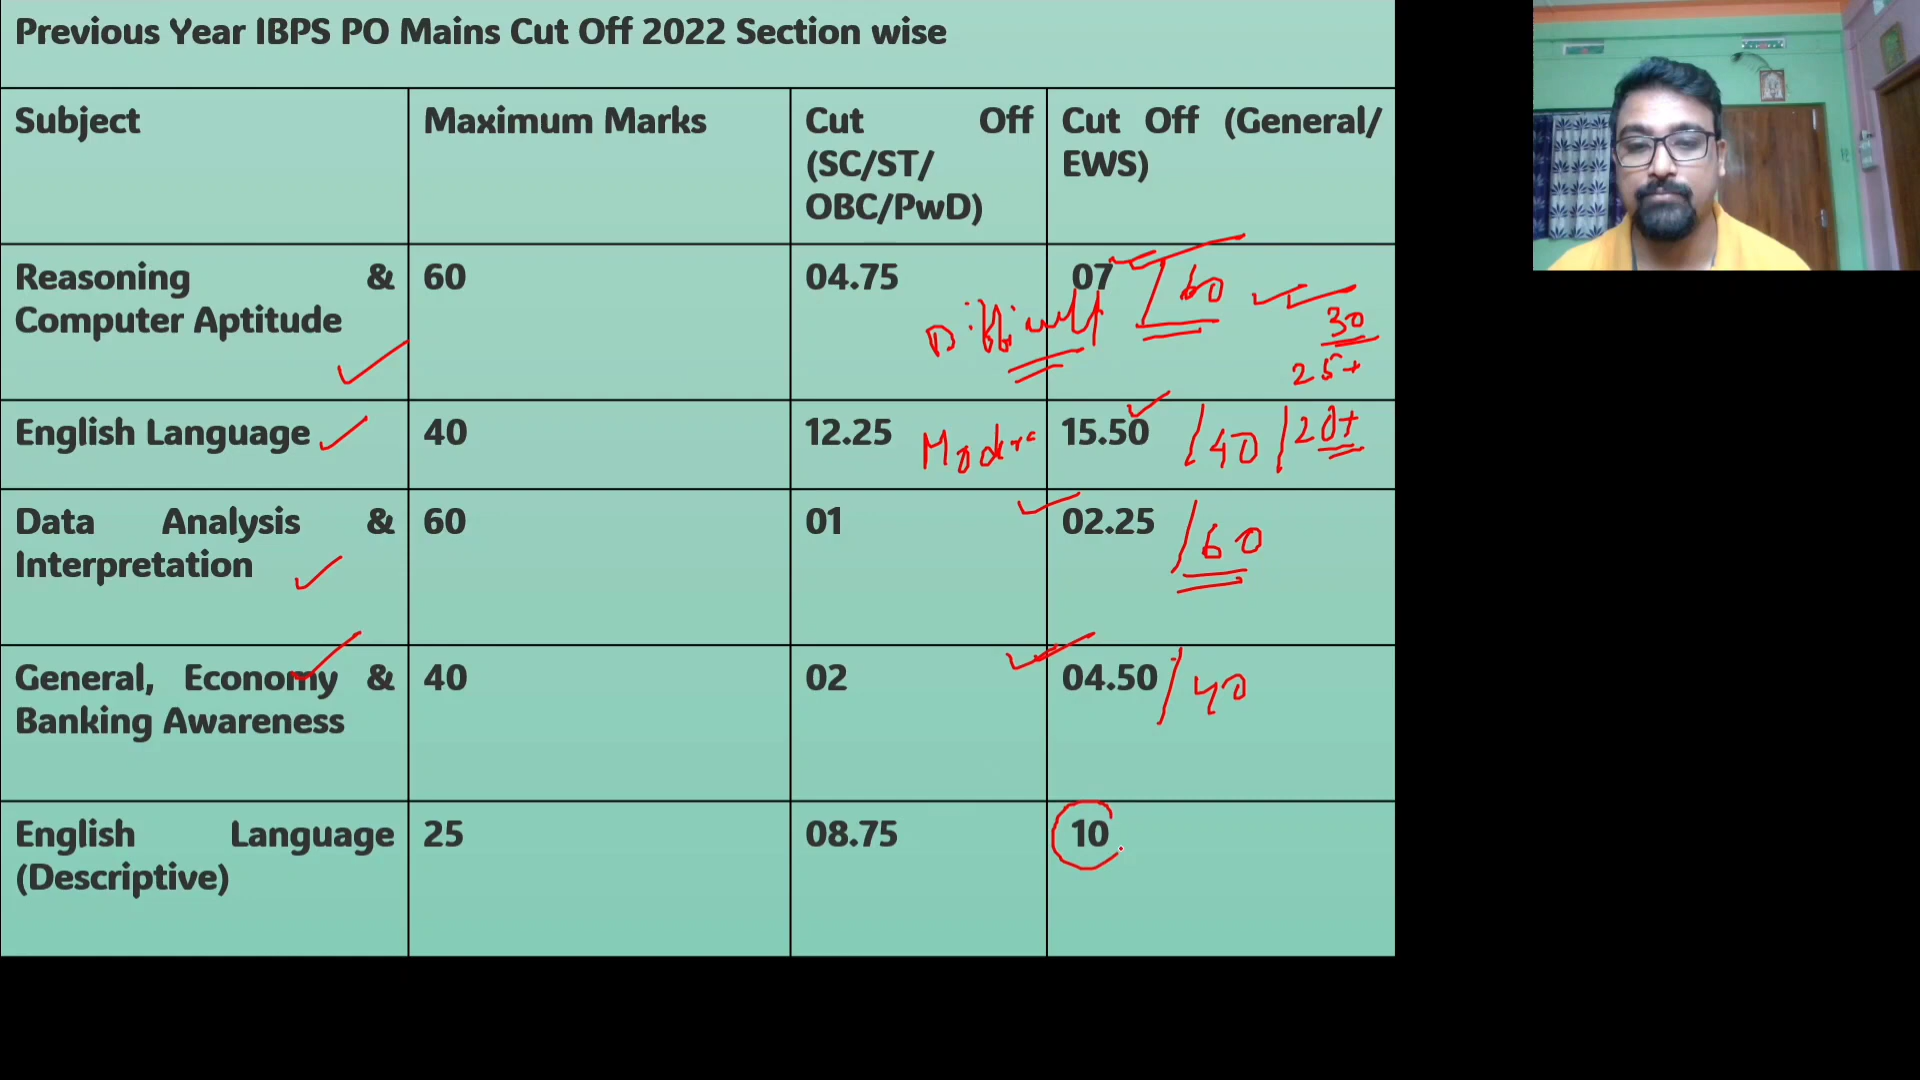 Previous Year IBPS PO Mains Cut Off 2022 Section wise
Subject
Maximum Marks
Cut Off
(SC/ST/
OBC/PwD)
Cut Off (General/
EWS)
Reasoning &
Computer Aptitude
60
04.75
07
/60
Difficult
30
25+
English Language
40
12.25
Modre
15.50
/40/20+
Data Analysis &
Interpretation
60
01
02.25
/60
General, Economy &
Banking Awareness
40
02
04.50
/40
English Language
(Descriptive)
25
08.75
10